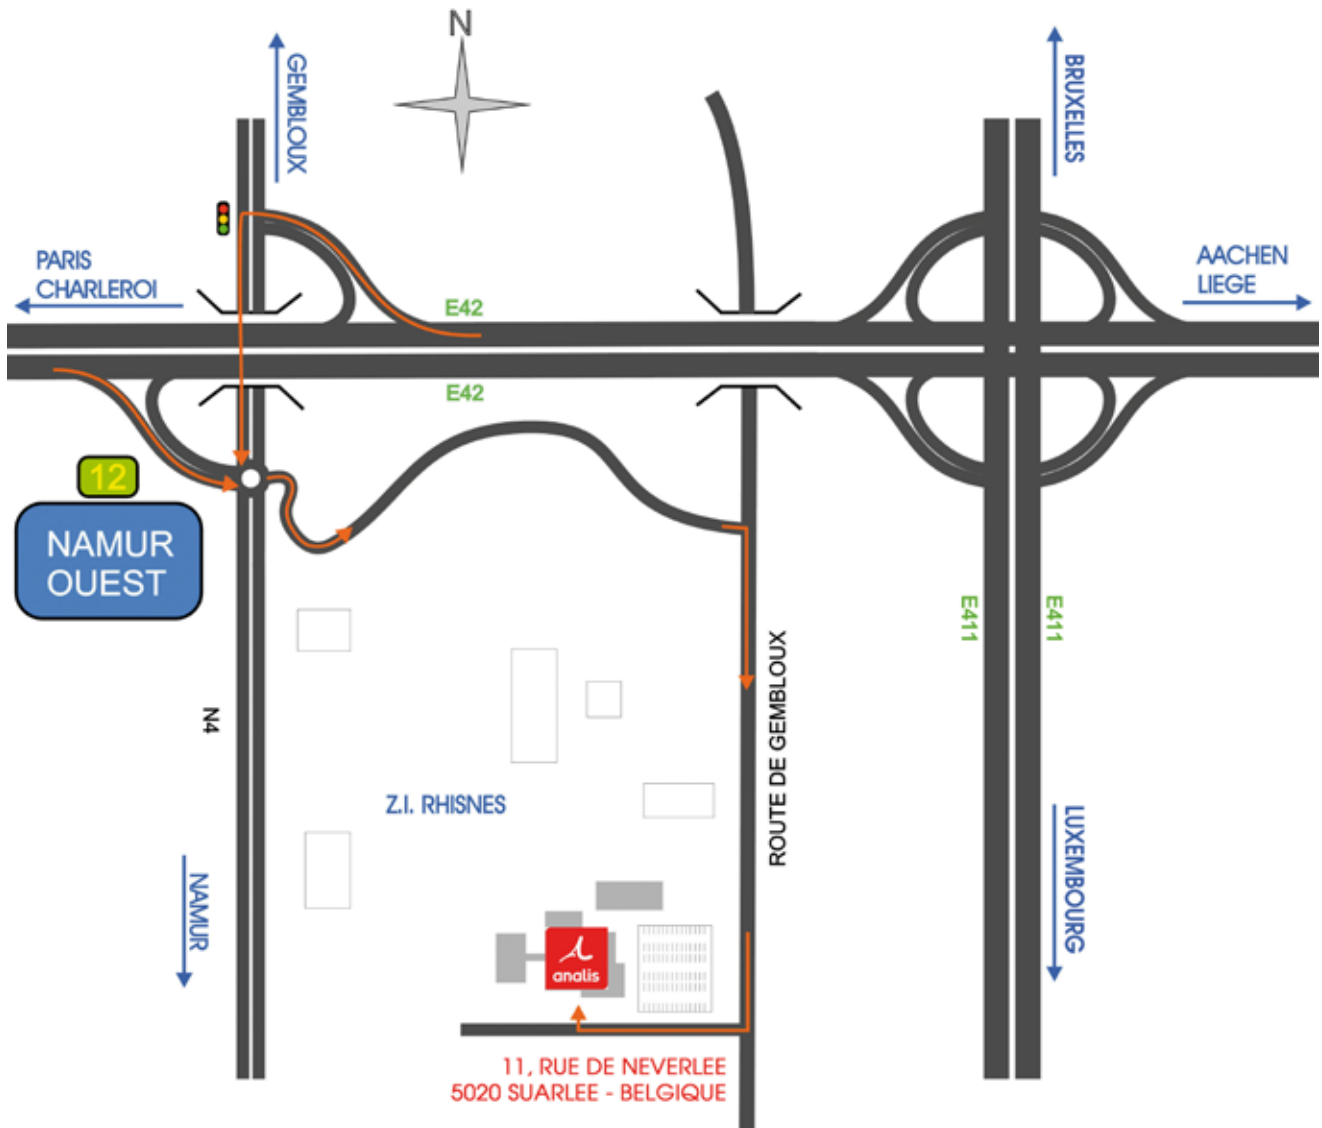 N
GEMBLOUX
BRUXELLES
PARIS
CHARLEROI
AACHEN
LIEGE
E42
E42
12
NAMUR
OUEST
E411
E411
N4
ROUTE DE GEMBLOUX
Z.I. RHISNES
NAMUR
LUXEMBOURG
analis
11, RUE DE NEVERLEE
5020 SUARLEE - BELGIQUE